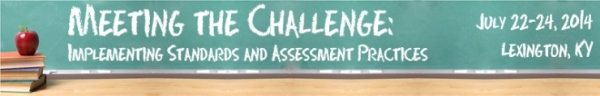 Meeting the Challenge:
Implementing Standards and Assessment Practices
July 22-24, 2014
Lexington, KY